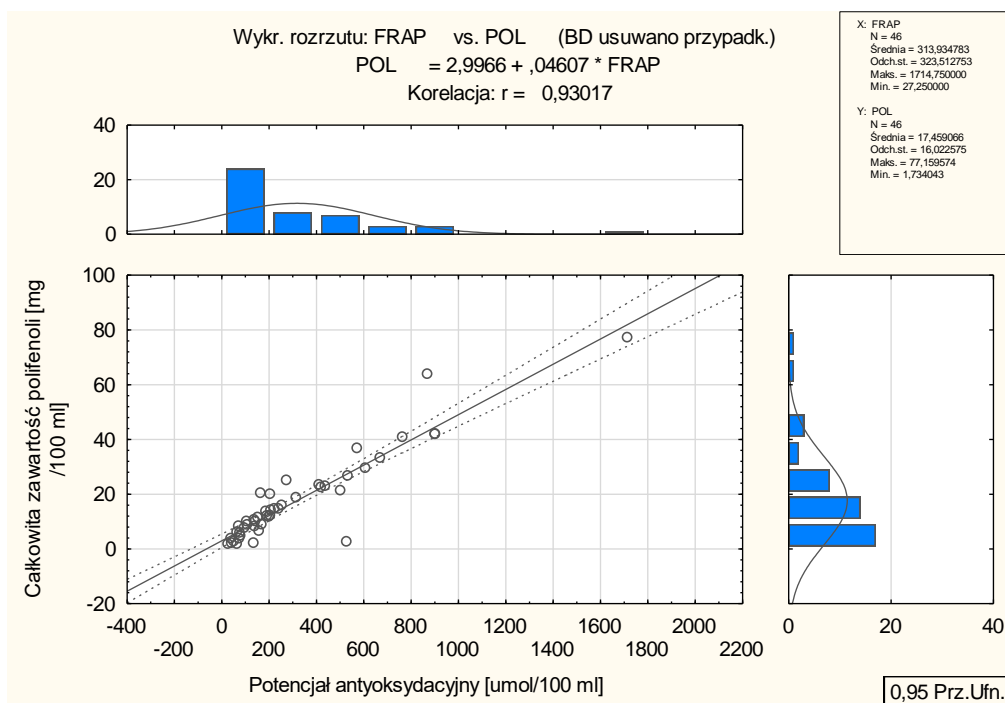 Wykr. rozrzutu: FRAP vs. POL (BD usuwano przypadk.)
POL = 2,9966 + ,04607 * FRAP
Korelacja: r = 0,93017
X: FRAP
N = 46
Średnia = 313,934783
Odch.st. = 323,512753
Maks. = 1714,750000
Min. = 27,250000
Y: POL
N = 46
Średnia = 17,459066
Odch.st. = 16,022575
Maks. = 77,159574
Min. = 1,734043
40
20
0
100
80
60
40
20
0
-20
Całkowita zawartość polifenoli [mg
/100 ml]
-400 0 400 800 1200 1600 2000
-200 200 600 1000 1400 1800 2200
Potencjał antyoksydacyjny [umol/100 ml]
0 20 40
0,95 Prz.Ufn.